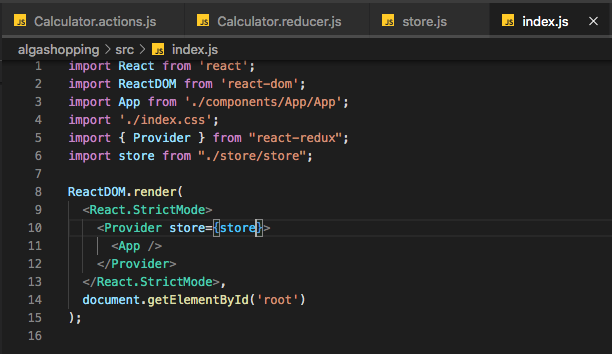 JS Calculator.actions.js JS Calculator.reducer.js JS store.js JS index.js ×
algashopping > src > JS index.js
1 import React from 'react';
2 import ReactDOM from 'react-dom';
3 import App from './components/App/App';
4 import './index.css';
5 import { Provider } from "react-redux";
6 import store from "./store/store";
7
8 ReactDOM.render(
9 <React.StrictMode>
10 <Provider store={store}>
11 <App />
12 </Provider>
13 </React.StrictMode>,
14 document.getElementById('root')
15 );
16